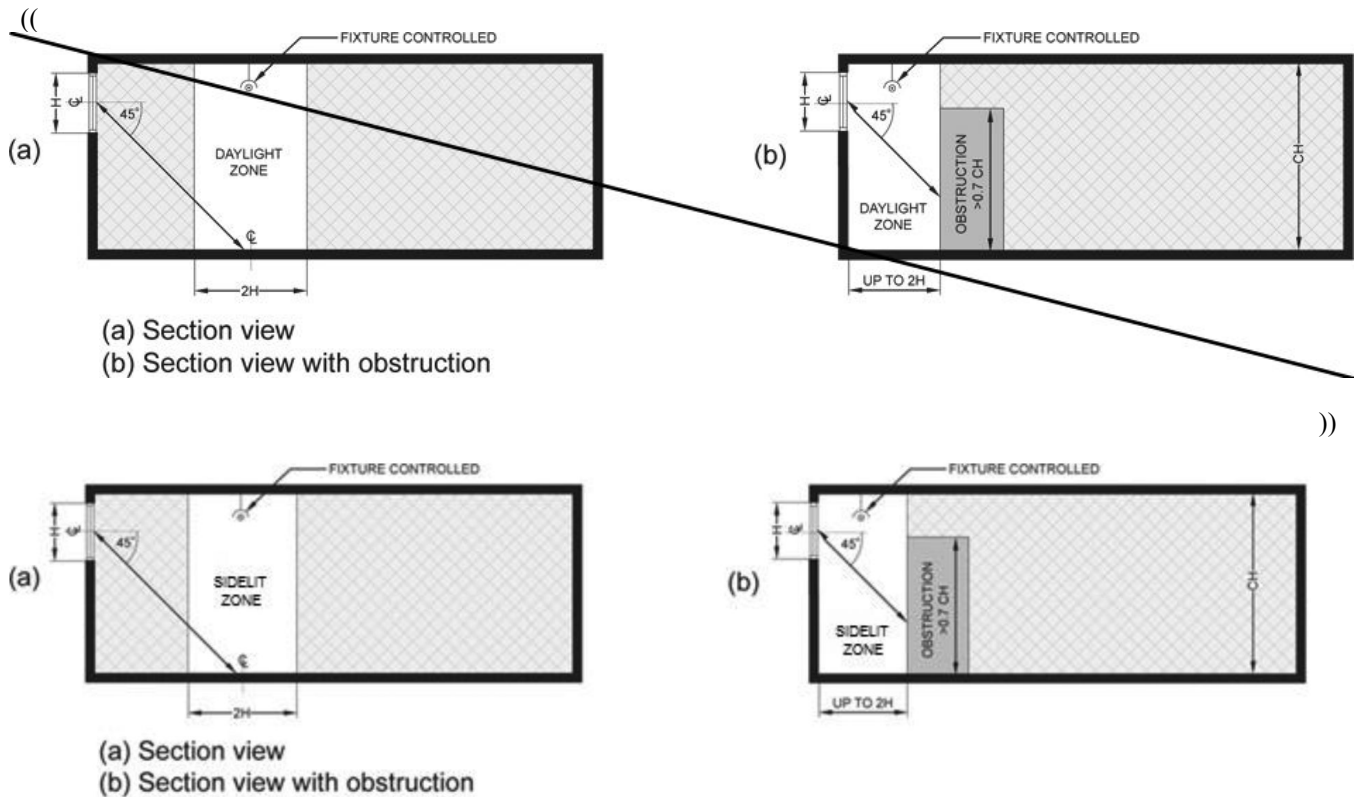 ((
FIXTURE CONTROLLED
H
℄
45°
(a)
DAYLIGHT
ZONE
℄
2H
FIXTURE CONTROLLED
H
℄
45°
(b)
DAYLIGHT
ZONE
OBSTRUCTION
>0.7 CH
CH
UP TO 2H
(a) Section view
(b) Section view with obstruction
))
FIXTURE CONTROLLED
H
℄
45°
(a)
SIDELIT
ZONE
℄
2H
FIXTURE CONTROLLED
H
℄
45°
(b)
SIDELIT
ZONE
OBSTRUCTION
>0.7 CH
CH
UP TO 2H
(a) Section view
(b) Section view with obstruction